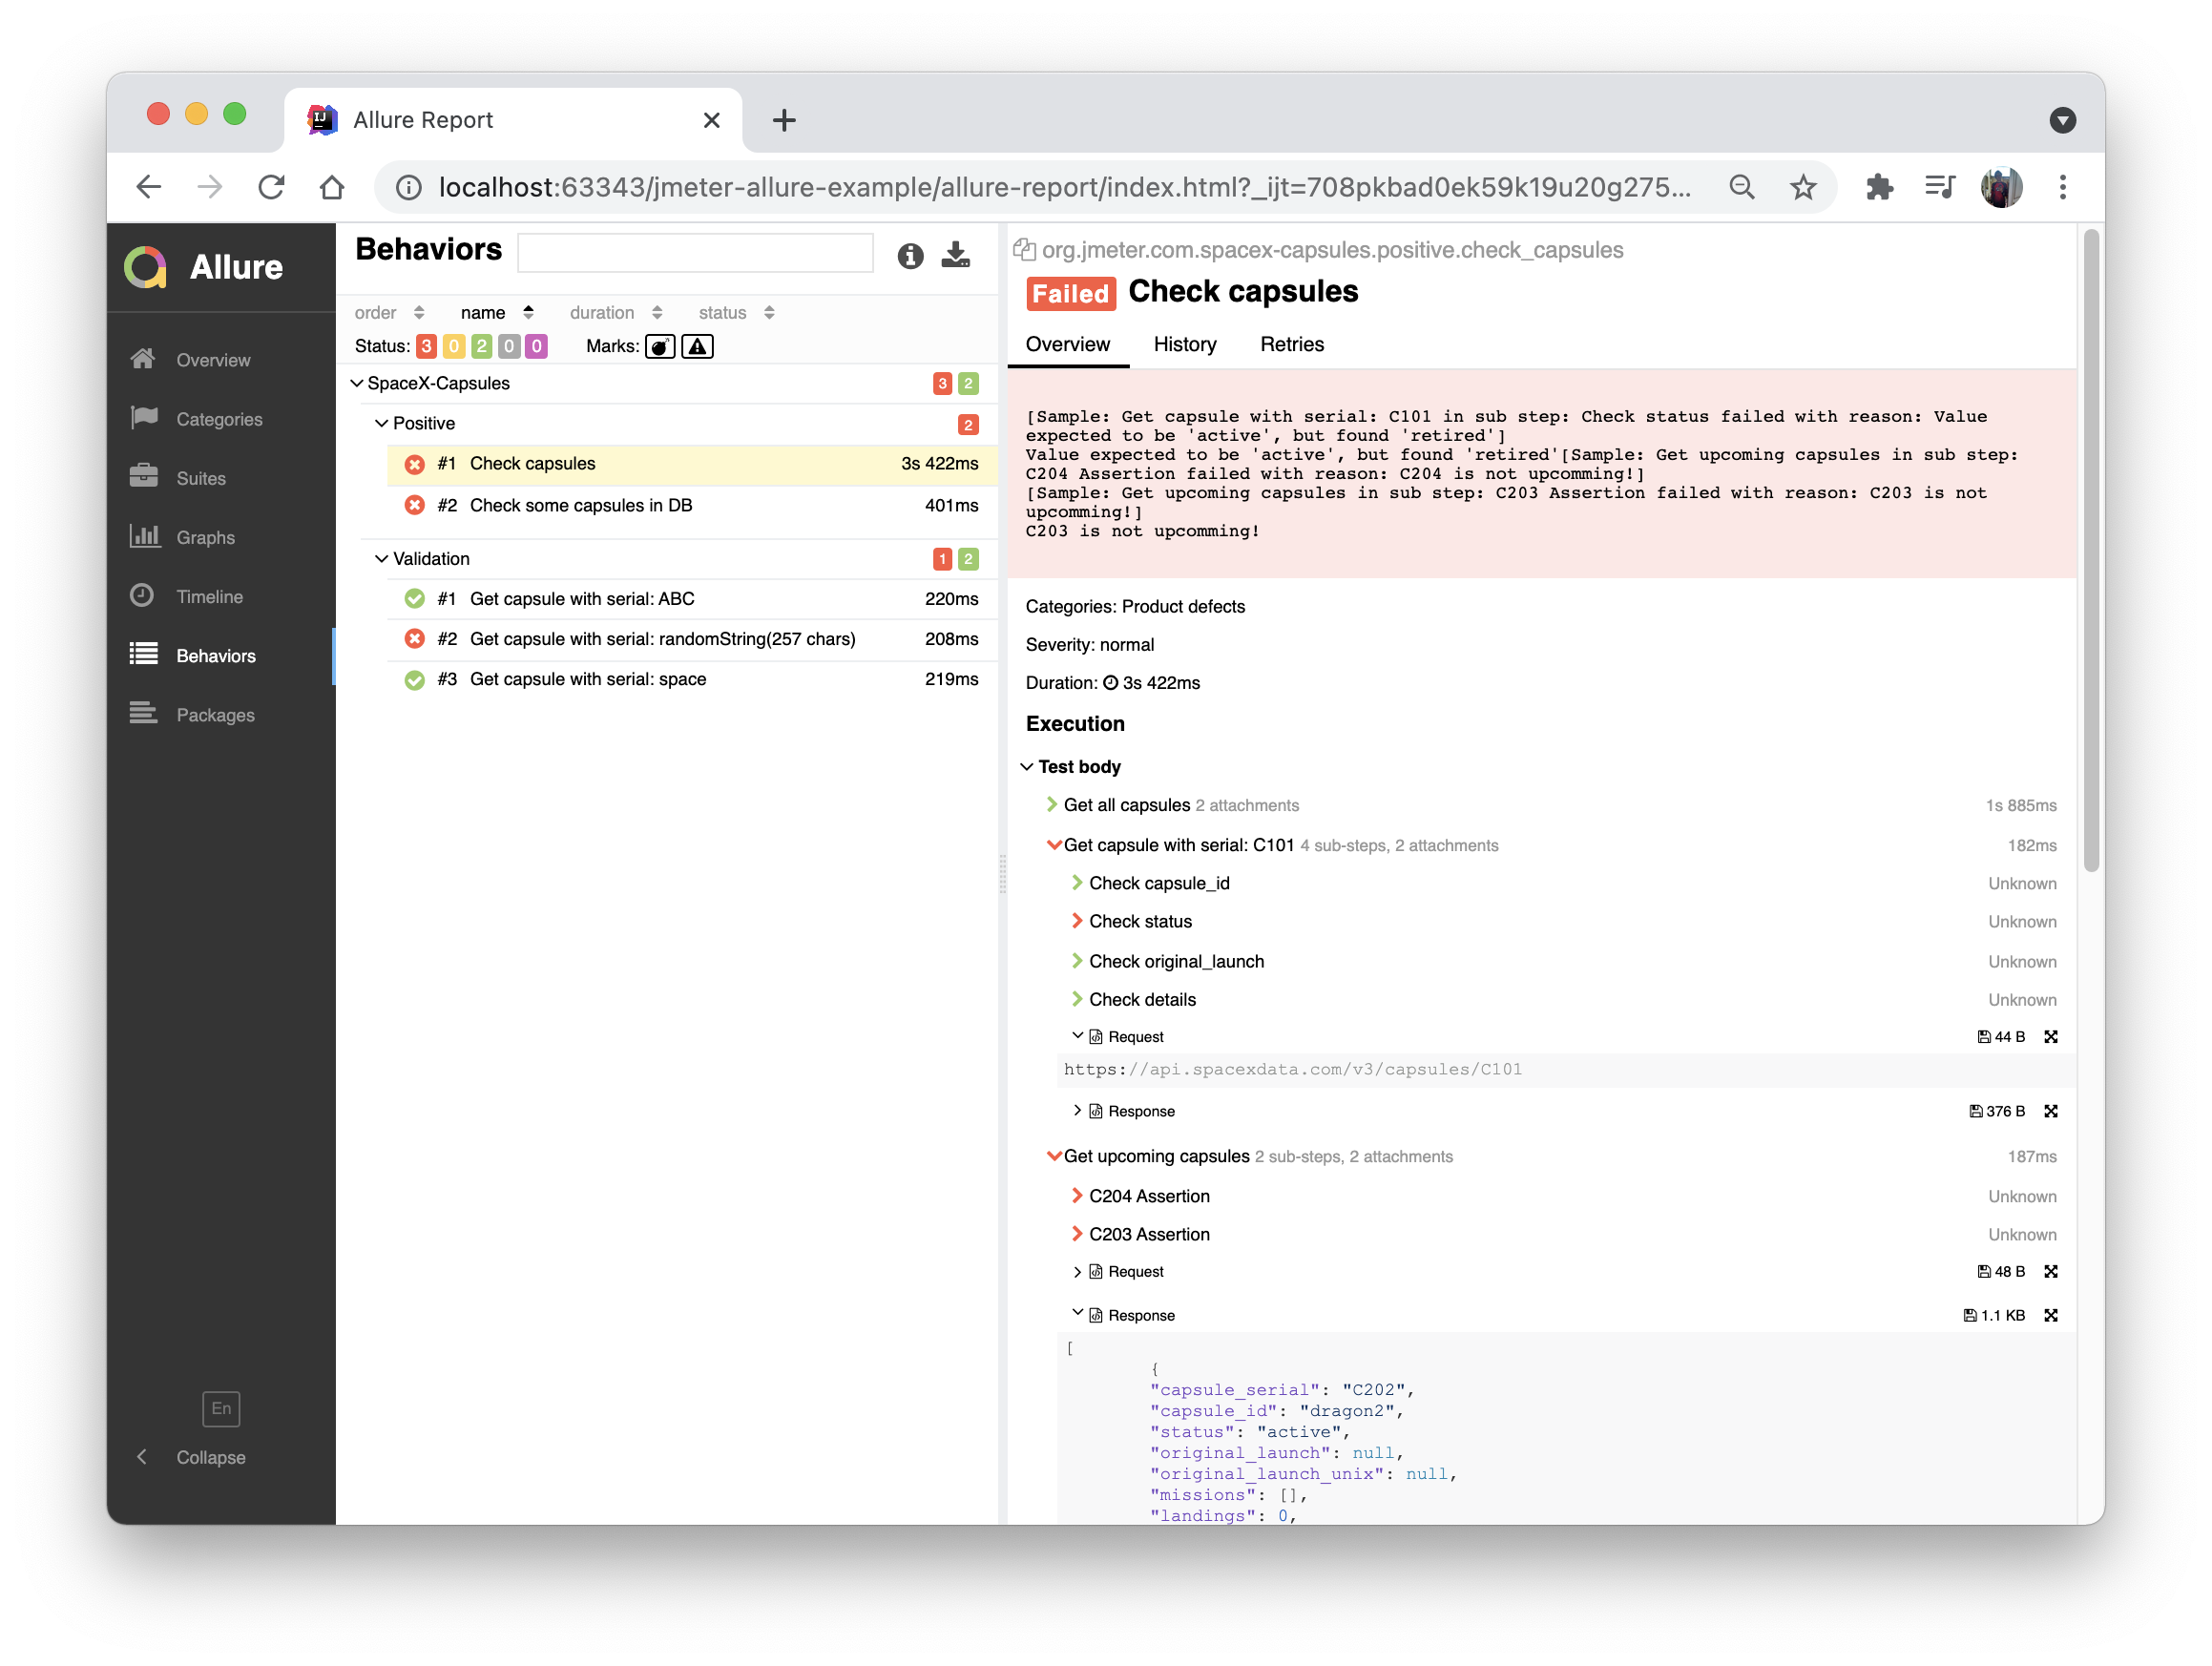 Allure Report
localhost:63343/jmeter-allure-example/allure-report/index.html?_ijt=708pkbad0ek59k19u20g275...
Allure
Overview
Categories
Suites
Graphs
Timeline
Behaviors
Packages
En
Collapse
Behaviors
order name duration status
Status: 3 0 2 0 0 Marks:
SpaceX-Capsules 3 2
Positive 2
#1 Check capsules 3s 422ms
#2 Check some capsules in DB 401ms
Validation 1 2
#1 Get capsule with serial: ABC 220ms
#2 Get capsule with serial: randomString(257 chars) 208ms
#3 Get capsule with serial: space 219ms
org.jmeter.com.spacex-capsules.positive.check_capsules
Failed Check capsules
Overview History Retries
[Sample: Get capsule with serial: C101 in sub step: Check status failed with reason: Value
expected to be 'active', but found 'retired']
Value expected to be 'active', but found 'retired'[Sample: Get upcoming capsules in sub step:
C204 Assertion failed with reason: C204 is not upcomming!]
[Sample: Get upcoming capsules in sub step: C203 Assertion failed with reason: C203 is not
upcomming!]
C203 is not upcomming!
Categories: Product defects
Severity: normal
Duration: 3s 422ms
Execution
Test body
Get all capsules 2 attachments 1s 885ms
Get capsule with serial: C101 4 sub-steps, 2 attachments 182ms
Check capsule_id Unknown
Check status Unknown
Check original_launch Unknown
Check details Unknown
Request 44 B
https://api.spacexdata.com/v3/capsules/C101
Response 376 B
Get upcoming capsules 2 sub-steps, 2 attachments 187ms
C204 Assertion Unknown
C203 Assertion Unknown
Request 48 B
Response 1.1 KB
[
{
"capsule_serial": "C202",
"capsule_id": "dragon2",
"status": "active",
"original_launch": null,
"original_launch_unix": null,
"missions": [],
"landings": 0,